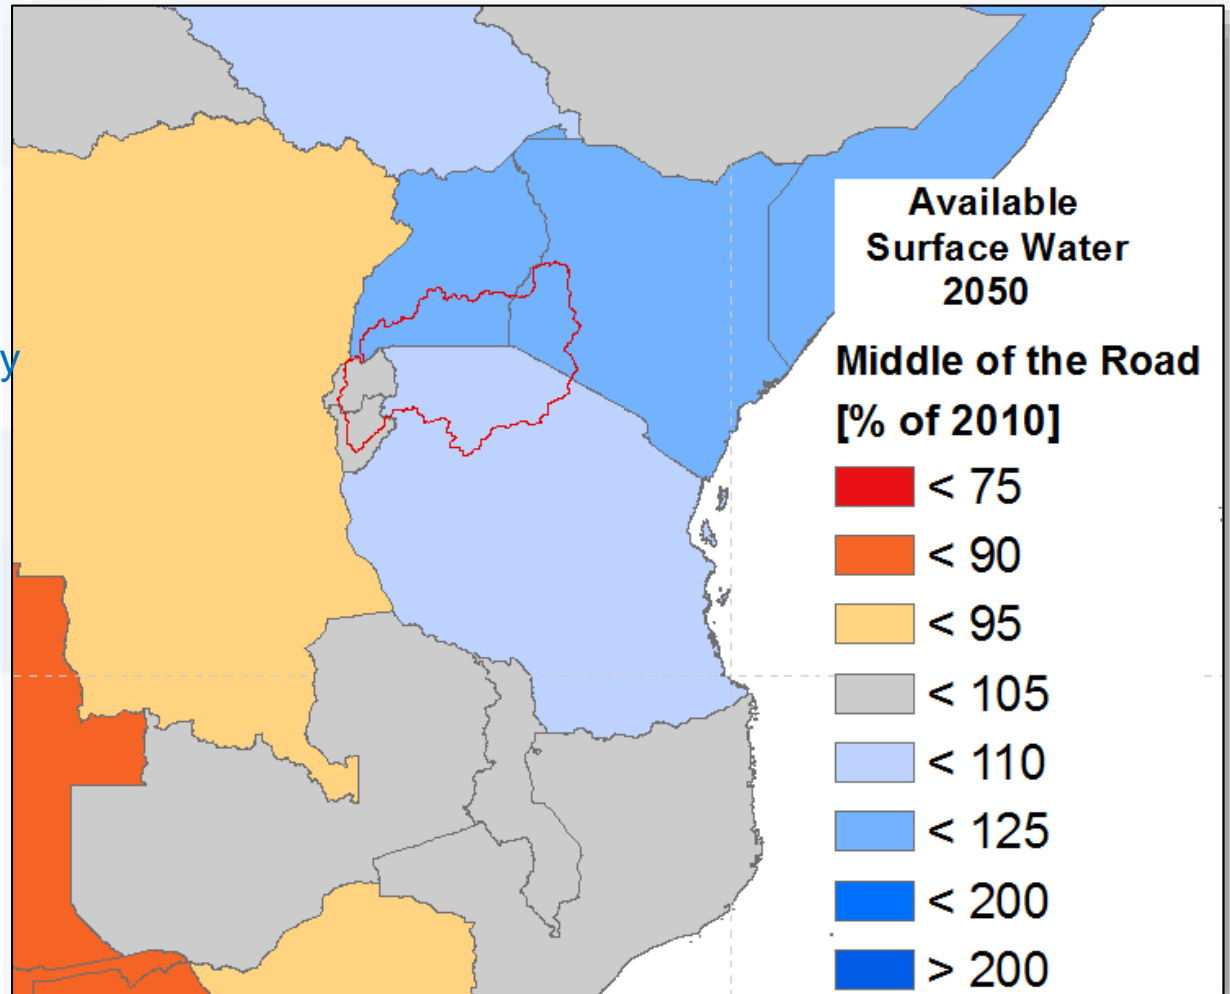 y
Available
Surface Water
2050
Middle of the Road
[% of 2010]
< 75
< 90
< 95
< 105
< 110
< 125
< 200
> 200